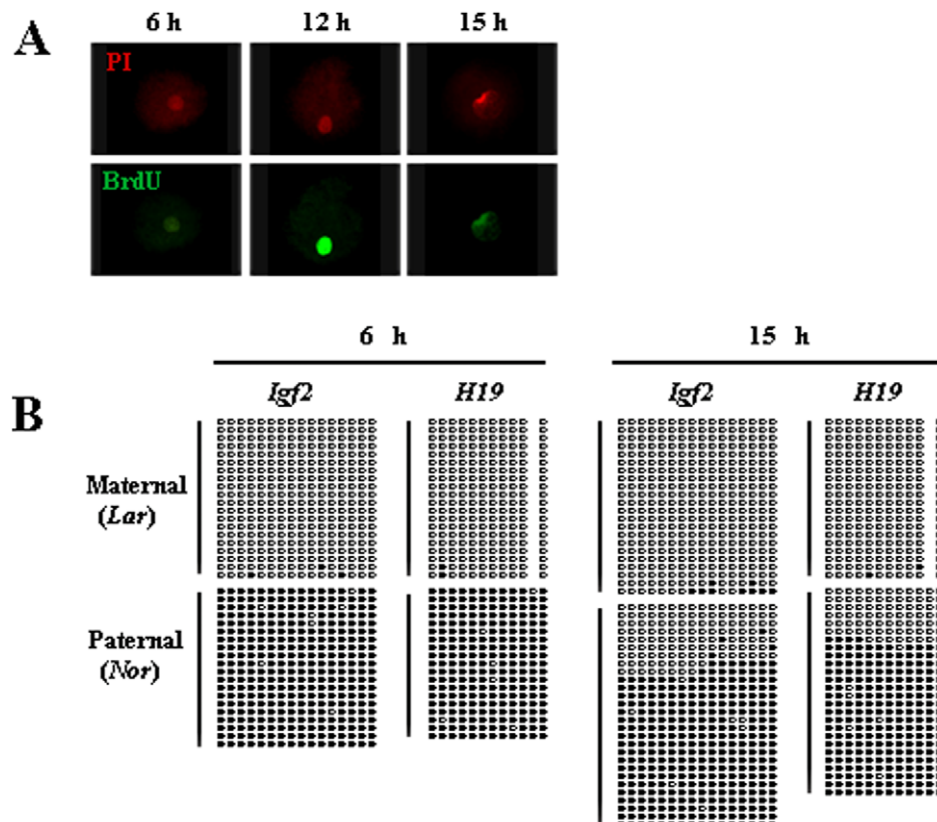 A
6 h 12 h 15 h
PI
BrdU
6 h 15 h
Igf2 H19 Igf2 H19
B
Maternal
(Lar)
Paternal
(Nor)